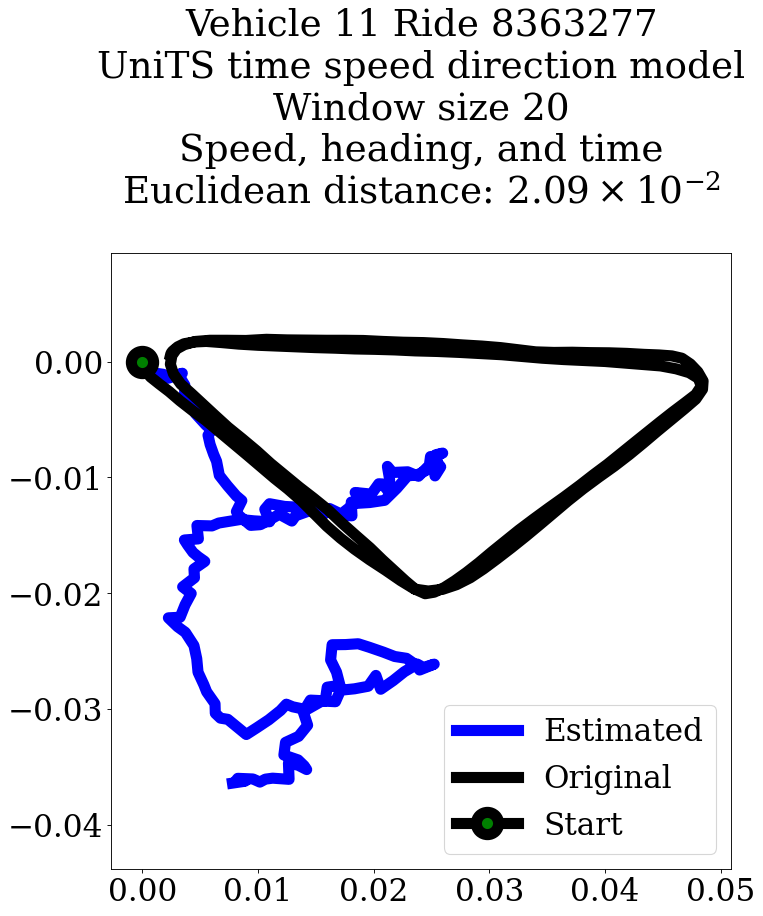 Vehicle 11 Ride 8363277
UniTS time speed direction model
Window size 20
Speed, heading, and time
Euclidean distance: 2.09 × 10⁻²
0.00
−0.01
−0.02
−0.03
−0.04
Estimated
Original
Start
0.00 0.01 0.02 0.03 0.04 0.05